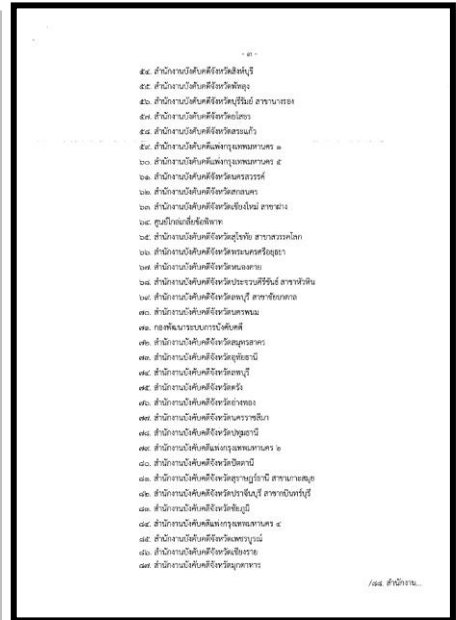 - ๓ -
๕๔. สำนักงานบังคับคดีจังหวัดสิงห์บุรี
๕๕. สำนักงานบังคับคดีจังหวัดพัทลุง
๕๖. สำนักงานบังคับคดีจังหวัดบุรีรัมย์ สาขานางรอง
๕๗. สำนักงานบังคับคดีจังหวัดยโสธร
๕๘. สำนักงานบังคับคดีจังหวัดสระแก้ว
๕๙. สำนักงานบังคับคดีแพ่งกรุงเทพมหานคร ๑
๖๐. สำนักงานบังคับคดีแพ่งกรุงเทพมหานคร ๕
๖๑. สำนักงานบังคับคดีจังหวัดนครสวรรค์
๖๒. สำนักงานบังคับคดีจังหวัดสกลนคร
๖๓. สำนักงานบังคับคดีจังหวัดเชียงใหม่ สาขาฝาง
๖๔. ศูนย์ไกล่เกลี่ยข้อพิพาท
๖๕. สำนักงานบังคับคดีจังหวัดสุโขทัย สาขาสวรรคโลก
๖๖. สำนักงานบังคับคดีจังหวัดพระนครศรีอยุธยา
๖๗. สำนักงานบังคับคดีจังหวัดหนองคาย
๖๘. สำนักงานบังคับคดีจังหวัดประจวบคีรีขันธ์ สาขาหัวหิน
๖๙. สำนักงานบังคับคดีจังหวัดลพบุรี สาขาชัยบาดาล
๗๐. สำนักงานบังคับคดีจังหวัดนครพนม
๗๑. กองพัฒนาระบบการบังคับคดี
๗๒. สำนักงานบังคับคดีจังหวัดสมุทรสาคร
๗๓. สำนักงานบังคับคดีจังหวัดอุทัยธานี
๗๔. สำนักงานบังคับคดีจังหวัดลพบุรี
๗๕. สำนักงานบังคับคดีจังหวัดตรัง
๗๖. สำนักงานบังคับคดีจังหวัดอ่างทอง
๗๗. สำนักงานบังคับคดีจังหวัดนครราชสีมา
๗๘. สำนักงานบังคับคดีจังหวัดปทุมธานี
๗๙. สำนักงานบังคับคดีแพ่งกรุงเทพมหานคร ๒
๘๐. สำนักงานบังคับคดีจังหวัดปัตตานี
๘๑. สำนักงานบังคับคดีจังหวัดสุราษฎร์ธานี สาขาเกาะสมุย
๘๒. สำนักงานบังคับคดีจังหวัดปราจีนบุรี สาขากบินทร์บุรี
๘๓. สำนักงานบังคับคดีจังหวัดชัยภูมิ
๘๔. สำนักงานบังคับคดีแพ่งกรุงเทพมหานคร ๔
๘๕. สำนักงานบังคับคดีจังหวัดเพชรบูรณ์
๘๖. สำนักงานบังคับคดีจังหวัดเชียงราย
๘๗. สำนักงานบังคับคดีจังหวัดมุกดาหาร
/๘๘. สำนักงาน...